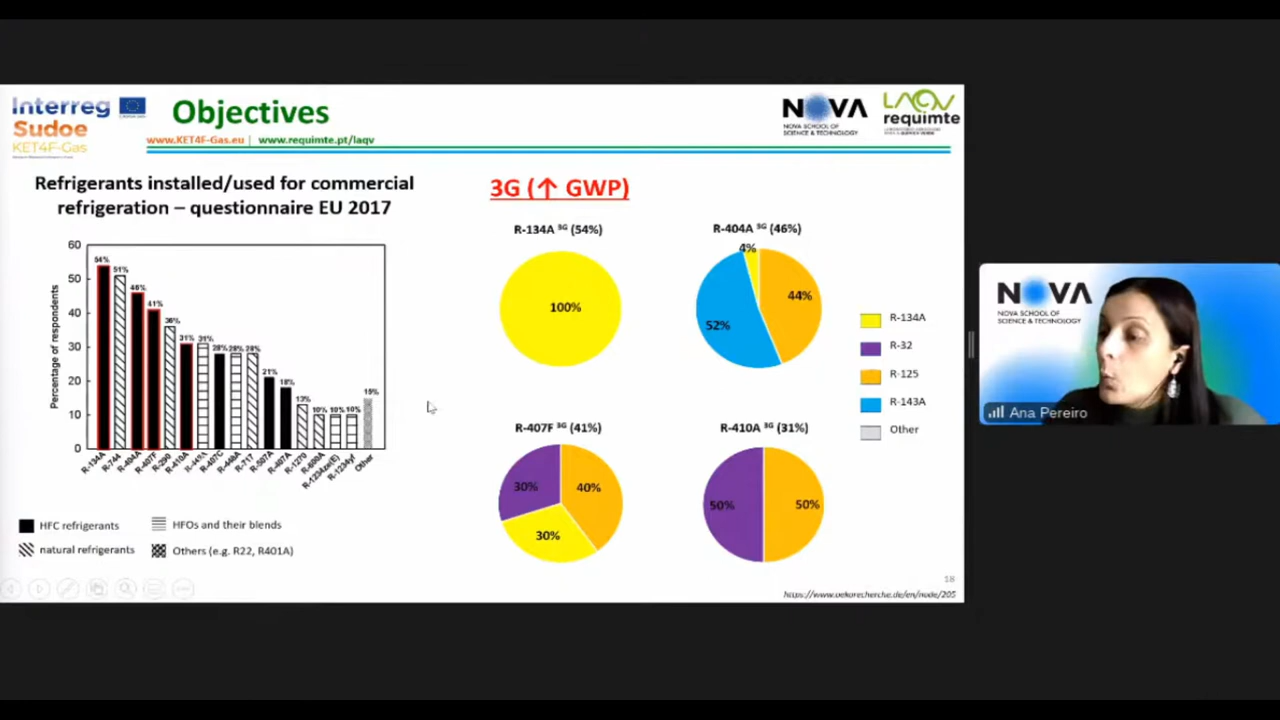 Interreg
Sudoe
KET4F-Gas
Objectives
www.KET4F-Gas.eu | www.requimte.pt/laqv
NOVA
NOVA SCHOOL OF
SCIENCE & TECHNOLOGY
LAQV
requimte
Refrigerants installed/used for commercial
refrigeration – questionnaire EU 2017
3G (↑ GWP)
Percentage of respondents
60
50
40
30
20
10
0
54%
51%
46%
41%
36%
31%
31%
28%
28%
28%
21%
18%
13%
10%
10%
10%
15%
R-134A
R-744
R-404A
R-407F
R-290
R-410A
R-407C
R-717
R-507A
R-407A
R-1270
R-600A
R-1234ze(E)
R-1234yf
Other
HFC refrigerants
HFOs and their blends
natural refrigerants
Others (e.g. R22, R401A)
R-134A 3G (54%)
100%
R-404A 3G (46%)
4%
44%
52%
R-407F 3G (41%)
30%
40%
30%
R-410A 3G (31%)
50%
50%
R-134A
R-32
R-125
R-143A
Other
18
https://www.oekorecherche.de/en/node/205
NOVA
NOVA SCHOOL OF
SCIENCE & TECHNOLOGY
Ana Pereiro